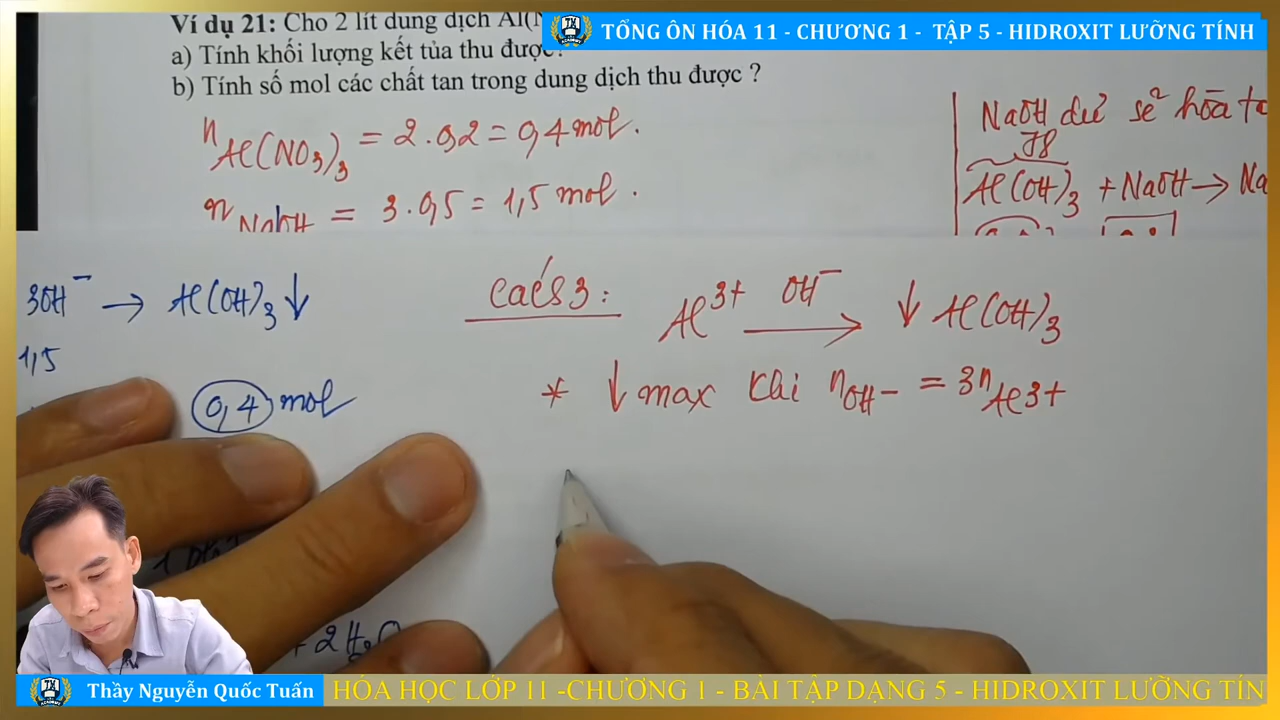 Ví dụ 21: Cho 2 lít dung dịch Al(N
TỔNG ÔN HÓA 11 - CHƯƠNG 1 - TẬP 5 - HIDROXIT LƯỠNG TÍNH
a) Tính khối lượng kết tủa thu được?
b) Tính số mol các chất tan trong dung dịch thu được ?
n Al(NO3)3 = 2.0,2 = 0,4 mol.
n NaOH = 3.0,5 = 1,5 mol.
NaOH dư sẽ hòa ta
Al(OH)3 + NaOH → Na
3OH⁻ → Al(OH)3 ↓
1,5
0,4 mol
Cách 3: Al³⁺ OH⁻ → ↓ Al(OH)3
* ↓ max khi nOH⁻ = 3nAl3+
+ 2H2O
Thầy Nguyễn Quốc Tuấn
HÓA HỌC LỚP 11 -CHƯƠNG 1 - BÀI TẬP DẠNG 5 - HIDROXIT LƯỠNG TÍN